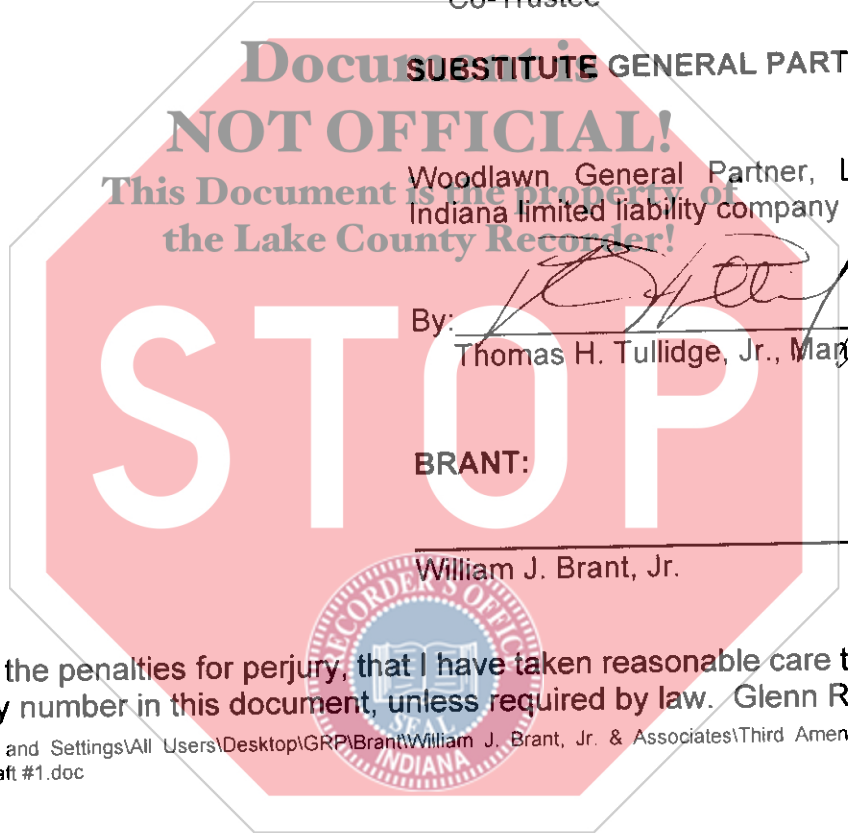 Co-Trustee
Document is
SUBSTITUTE GENERAL PART
NOT OFFICIAL!
Woodlawn General Partner, L
This Document is the property of
Indiana limited liability company
the Lake County Recorder!
STOP
By:
Thomas H. Tullidge, Jr., Man
BRANT:
William J. Brant, Jr.
RECORDER'S OFFICE
the penalties for perjury, that I have taken reasonable care t
y number in this document, unless required by law. Glenn R
SEAL
and Settings\All Users\Desktop\GRP\Brant\William J. Brant, Jr. & Associates\Third Amen
INDIANA
aft #1.doc